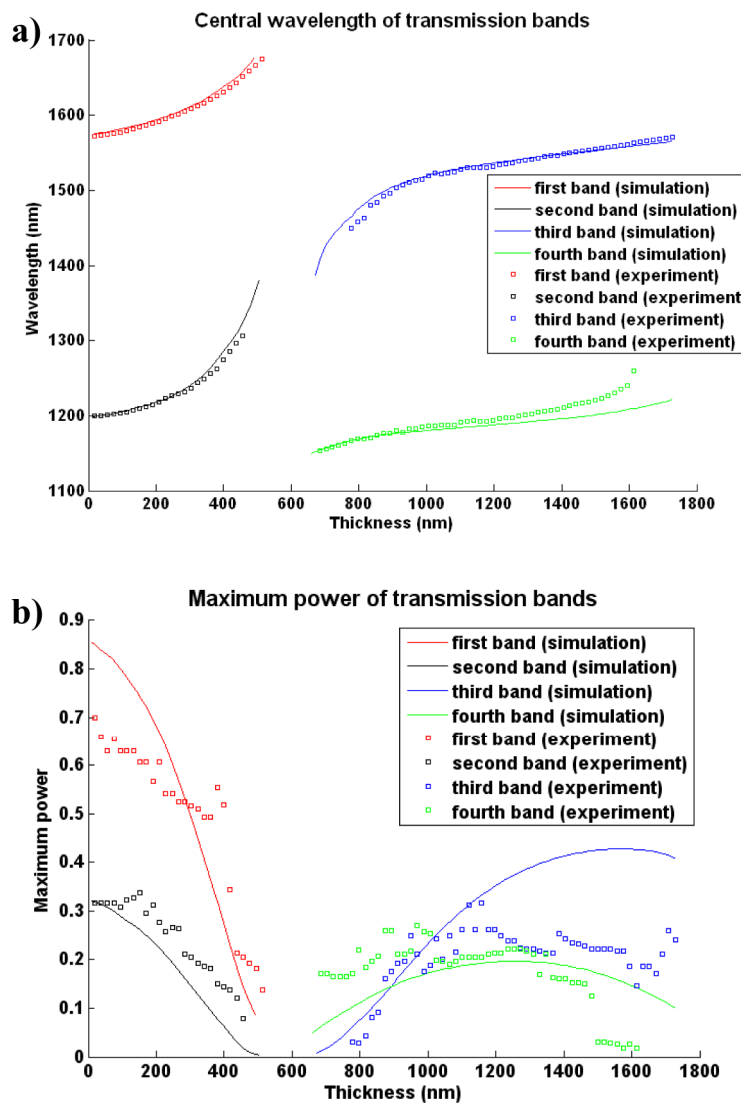 a)
Central wavelength of transmission bands
1700
1600
1500
1400
1300
1200
1100
Wavelength (nm)
first band (simulation)
second band (simulation)
third band (simulation)
fourth band (simulation)
first band (experiment)
second band (experiment)
third band (experiment)
fourth band (experiment)
0 200 400 600 800 1000 1200 1400 1600 1800
Thickness (nm)
b)
Maximum power of transmission bands
0.9
0.8
0.7
0.6
0.5
0.4
0.3
0.2
0.1
0
Maximum power
first band (simulation)
second band (simulation)
third band (simulation)
fourth band (simulation)
first band (experiment)
second band (experiment)
third band (experiment)
fourth band (experiment)
0 200 400 600 800 1000 1200 1400 1600 1800
Thickness (nm)